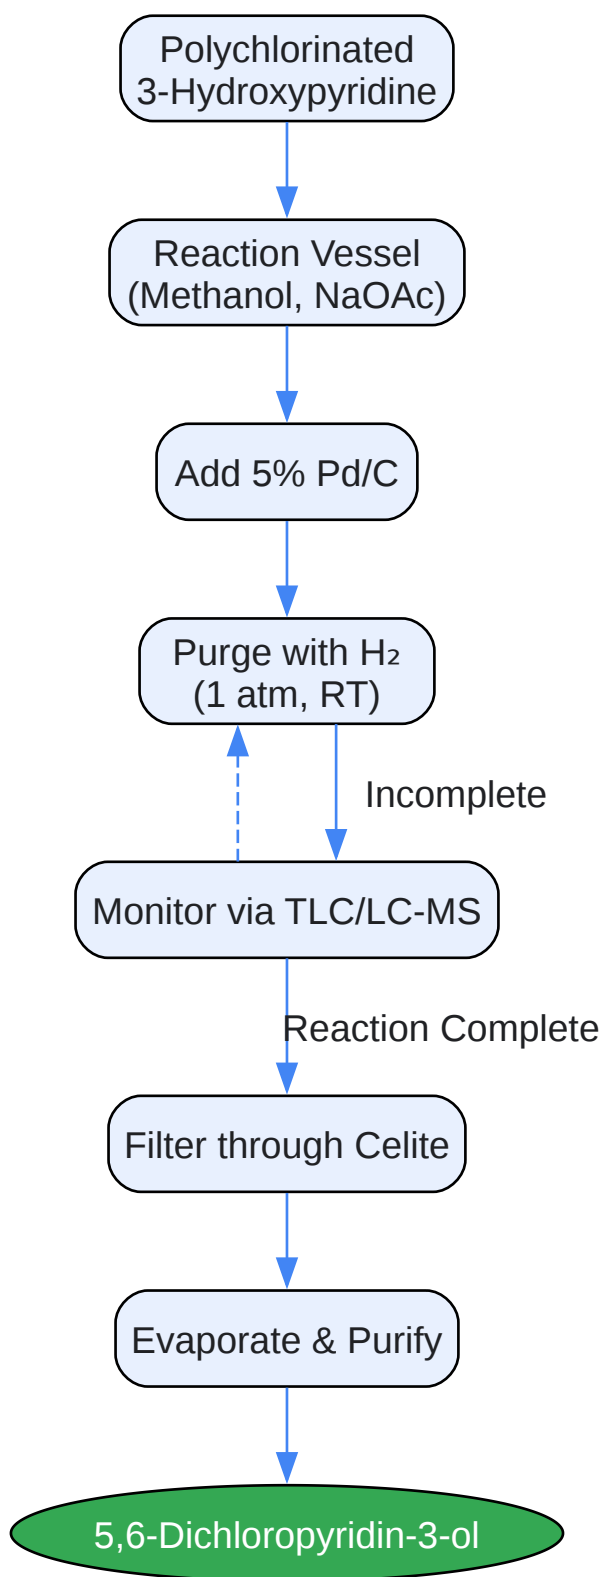 Polychlorinated
3-Hydroxypyridine
Reaction Vessel
(Methanol, NaOAc)
Add 5% Pd/C
Purge with H₂
(1 atm, RT)
Incomplete
Monitor via TLC/LC-MS
Reaction Complete
Filter through Celite
Evaporate & Purify
5,6-Dichloropyridin-3-ol